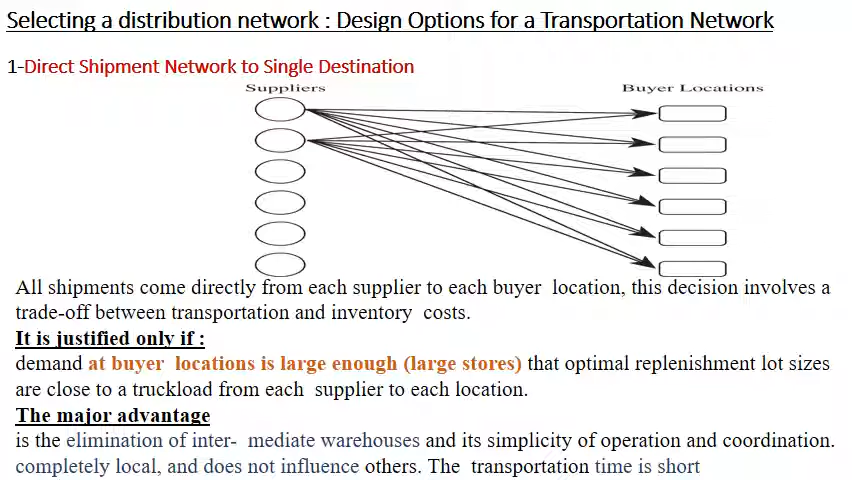 Selecting a distribution network : Design Options for a Transportation Network
1-Direct Shipment Network to Single Destination
Suppliers
Buyer Locations
All shipments come directly from each supplier to each buyer location, this decision involves a
trade-off between transportation and inventory costs.
It is justified only if :
demand at buyer locations is large enough (large stores) that optimal replenishment lot sizes
are close to a truckload from each supplier to each location.
The major advantage
is the elimination of inter- mediate warehouses and its simplicity of operation and coordination.
completely local, and does not influence others. The transportation time is short